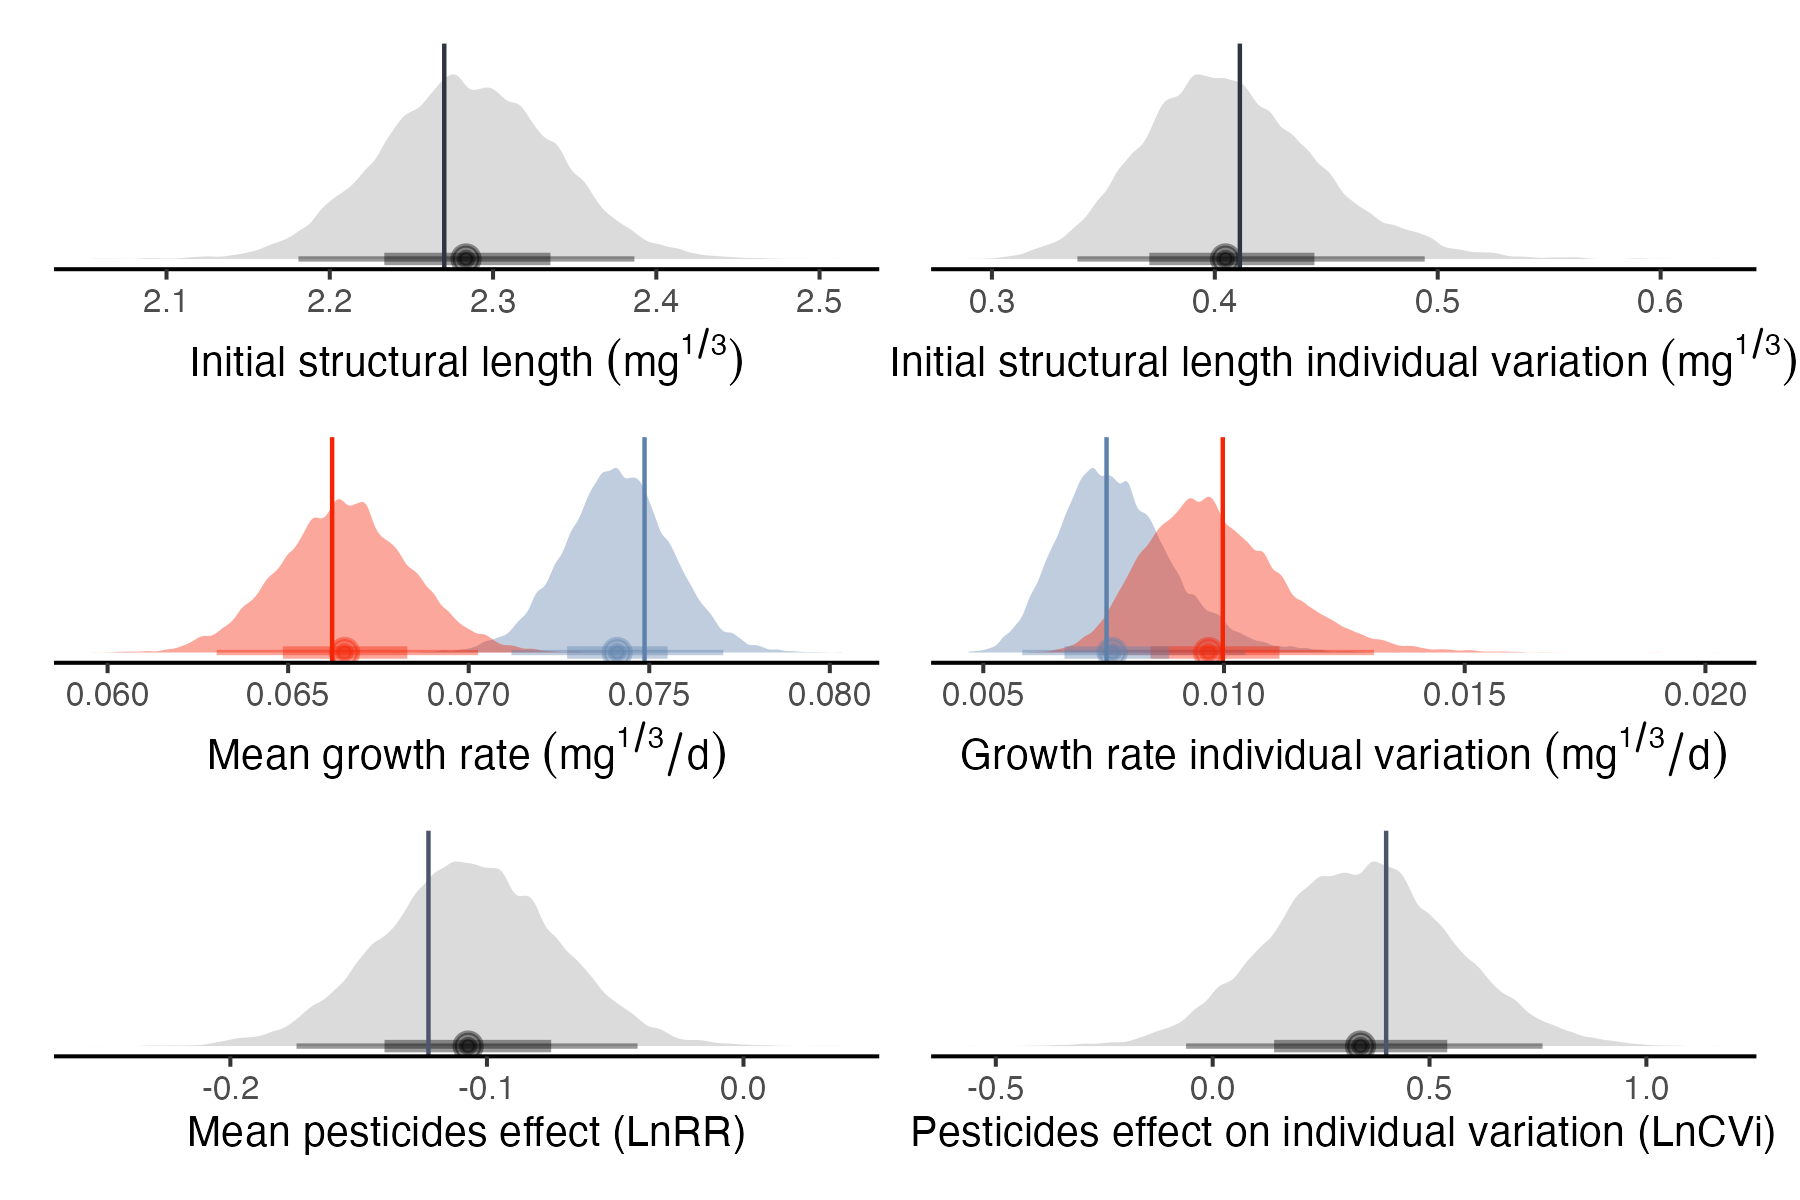 2.1 2.2 2.3 2.4 2.5
Initial structural length (mg^1/3)
0.3 0.4 0.5 0.6
Initial structural length individual variation (mg^1/3)
0.060 0.065 0.070 0.075 0.080
Mean growth rate (mg^1/3/d)
0.005 0.010 0.015 0.020
Growth rate individual variation (mg^1/3/d)
-0.2 -0.1 0.0
Mean pesticides effect (LnRR)
-0.5 0.0 0.5 1.0
Pesticides effect on individual variation (LnCVi)